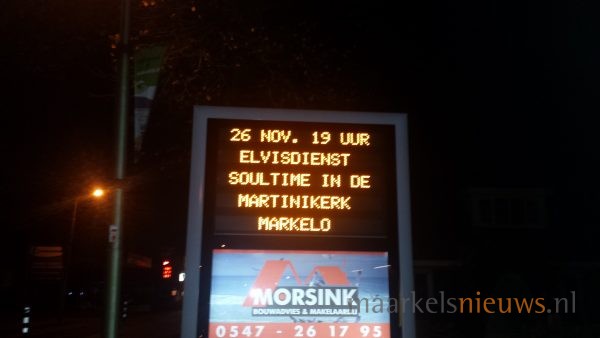 26 NOV. 19 UUR
ELVISDIENST
SOULTIME IN DE
MARTINIKERK
MARKELO
MORSINK
BOUWADVIES & MAKELAARDIJ
0547 - 26 17 95
maarkelsnieuws.nl